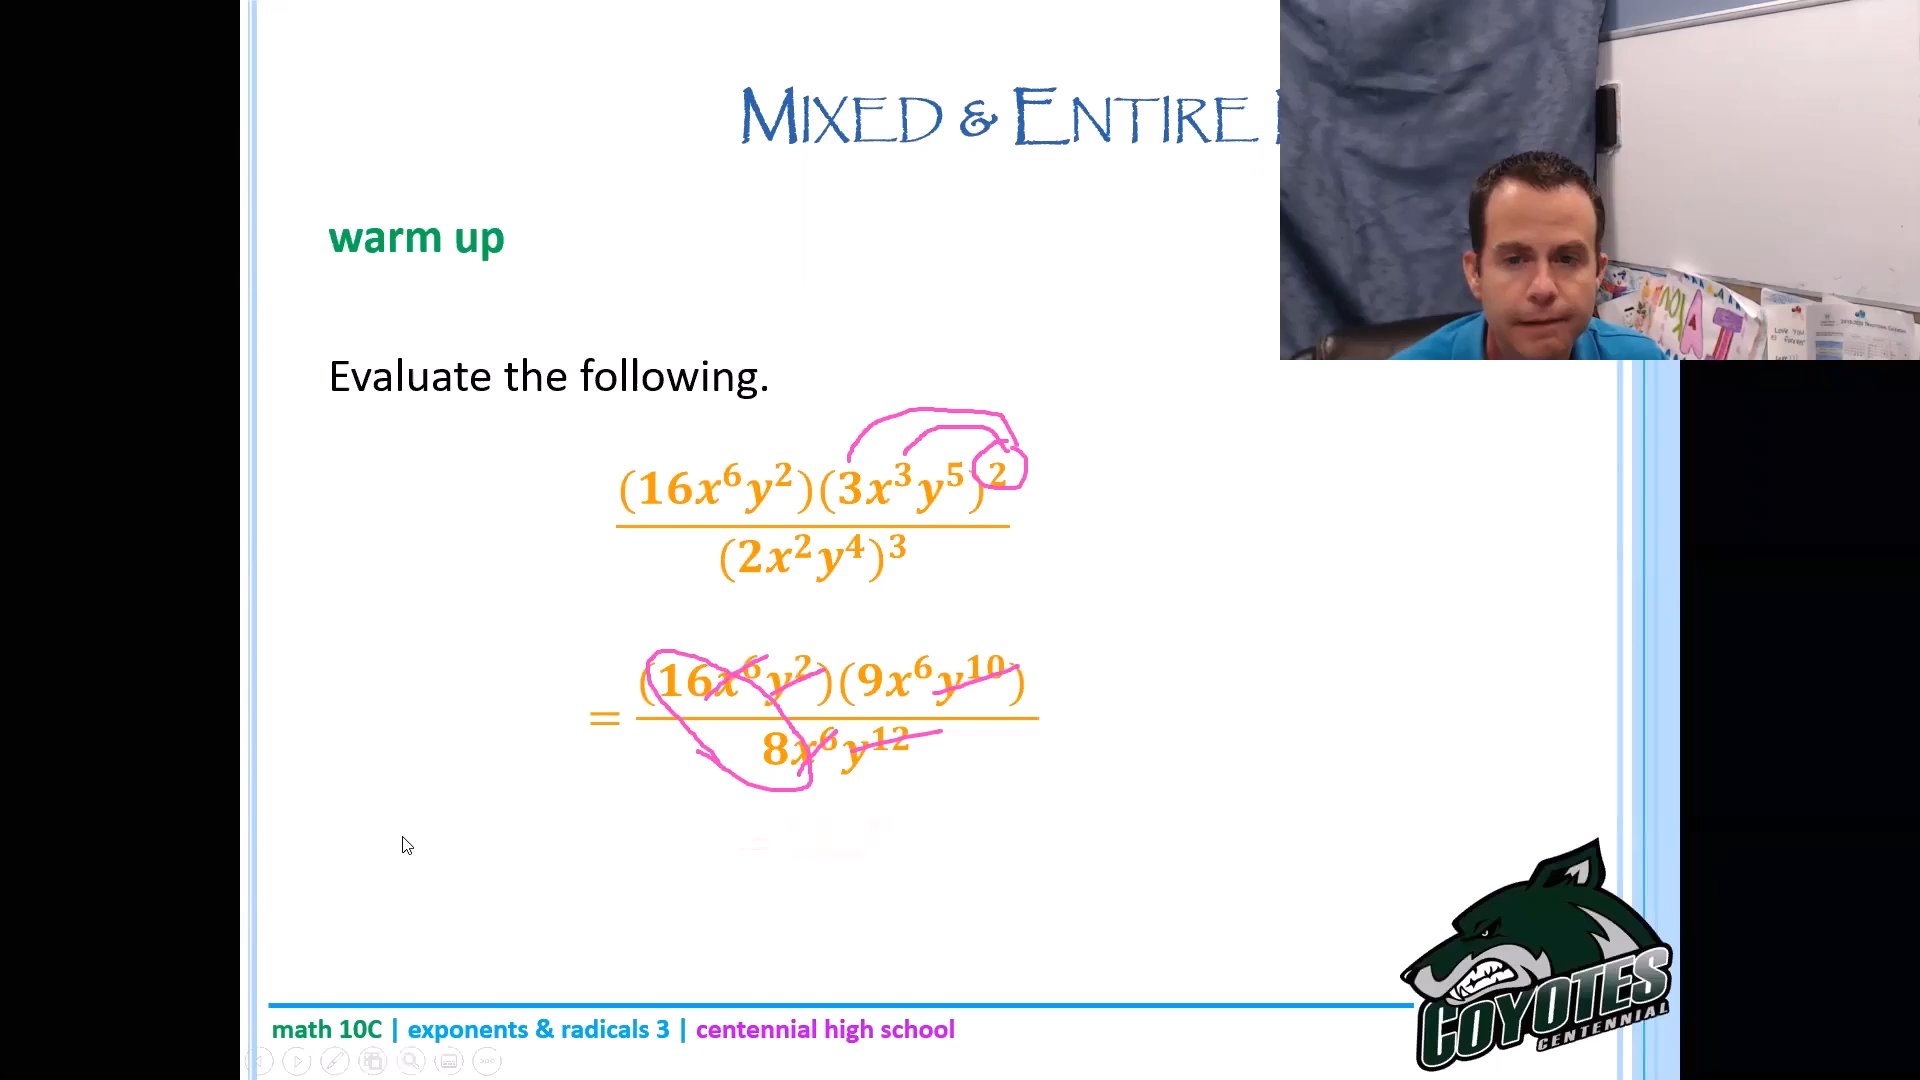 MIXED & ENTIRE
warm up
Evaluate the following.
(16x⁶y²)(3x³y⁵)²
(2x²y⁴)³
= (16x⁶y²)(9x⁶y¹⁰)
8x⁶y¹²
COYOTES
CENTENNIAL
math 10C | exponents & radicals 3 | centennial high school